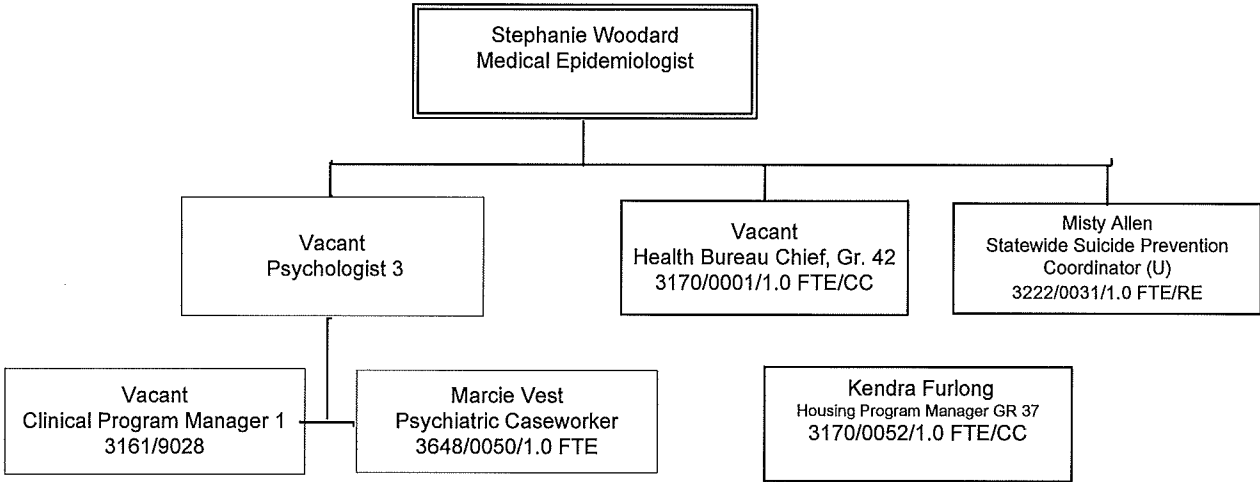 Stephanie Woodard
Medical Epidemiologist
Vacant
Psychologist 3
Vacant
Health Bureau Chief, Gr. 42
3170/0001/1.0 FTE/CC
Misty Allen
Statewide Suicide Prevention
Coordinator (U)
3222/0031/1.0 FTE/RE
Vacant
Clinical Program Manager 1
3161/9028
Marcie Vest
Psychiatric Caseworker
3648/0050/1.0 FTE
Kendra Furlong
Housing Program Manager GR 37
3170/0052/1.0 FTE/CC